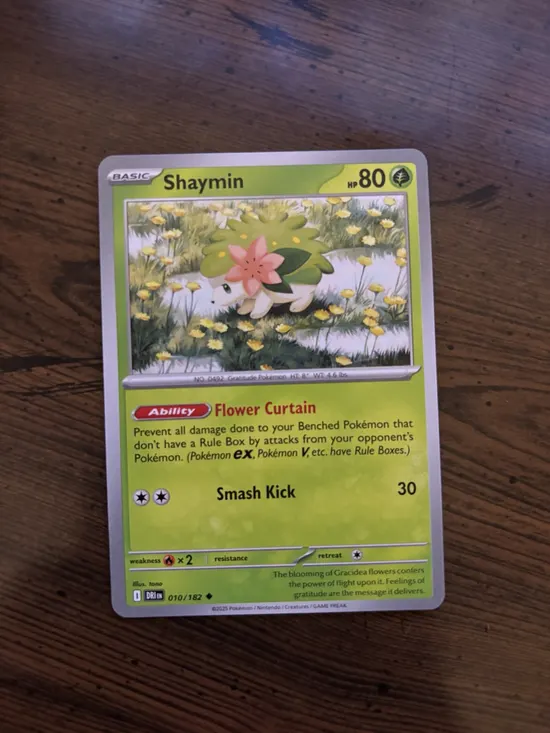 BASIC Shaymin HP 80
NO. 0492 Gratitude Pokémon HT: 8" WT: 4.6 lbs.
Ability Flower Curtain
Prevent all damage done to your Benched Pokémon that
don't have a Rule Box by attacks from your opponent's
Pokémon. (Pokémon ex, Pokémon V, etc. have Rule Boxes.)
Smash Kick 30
weakness ×2 resistance retreat
Illus. tono
The blooming of Gracidea flowers confers
the power of flight upon it. Feelings of
gratitude are the message it delivers.
I DRI EN 010/182
©2025 Pokémon / Nintendo / Creatures / GAME FREAK